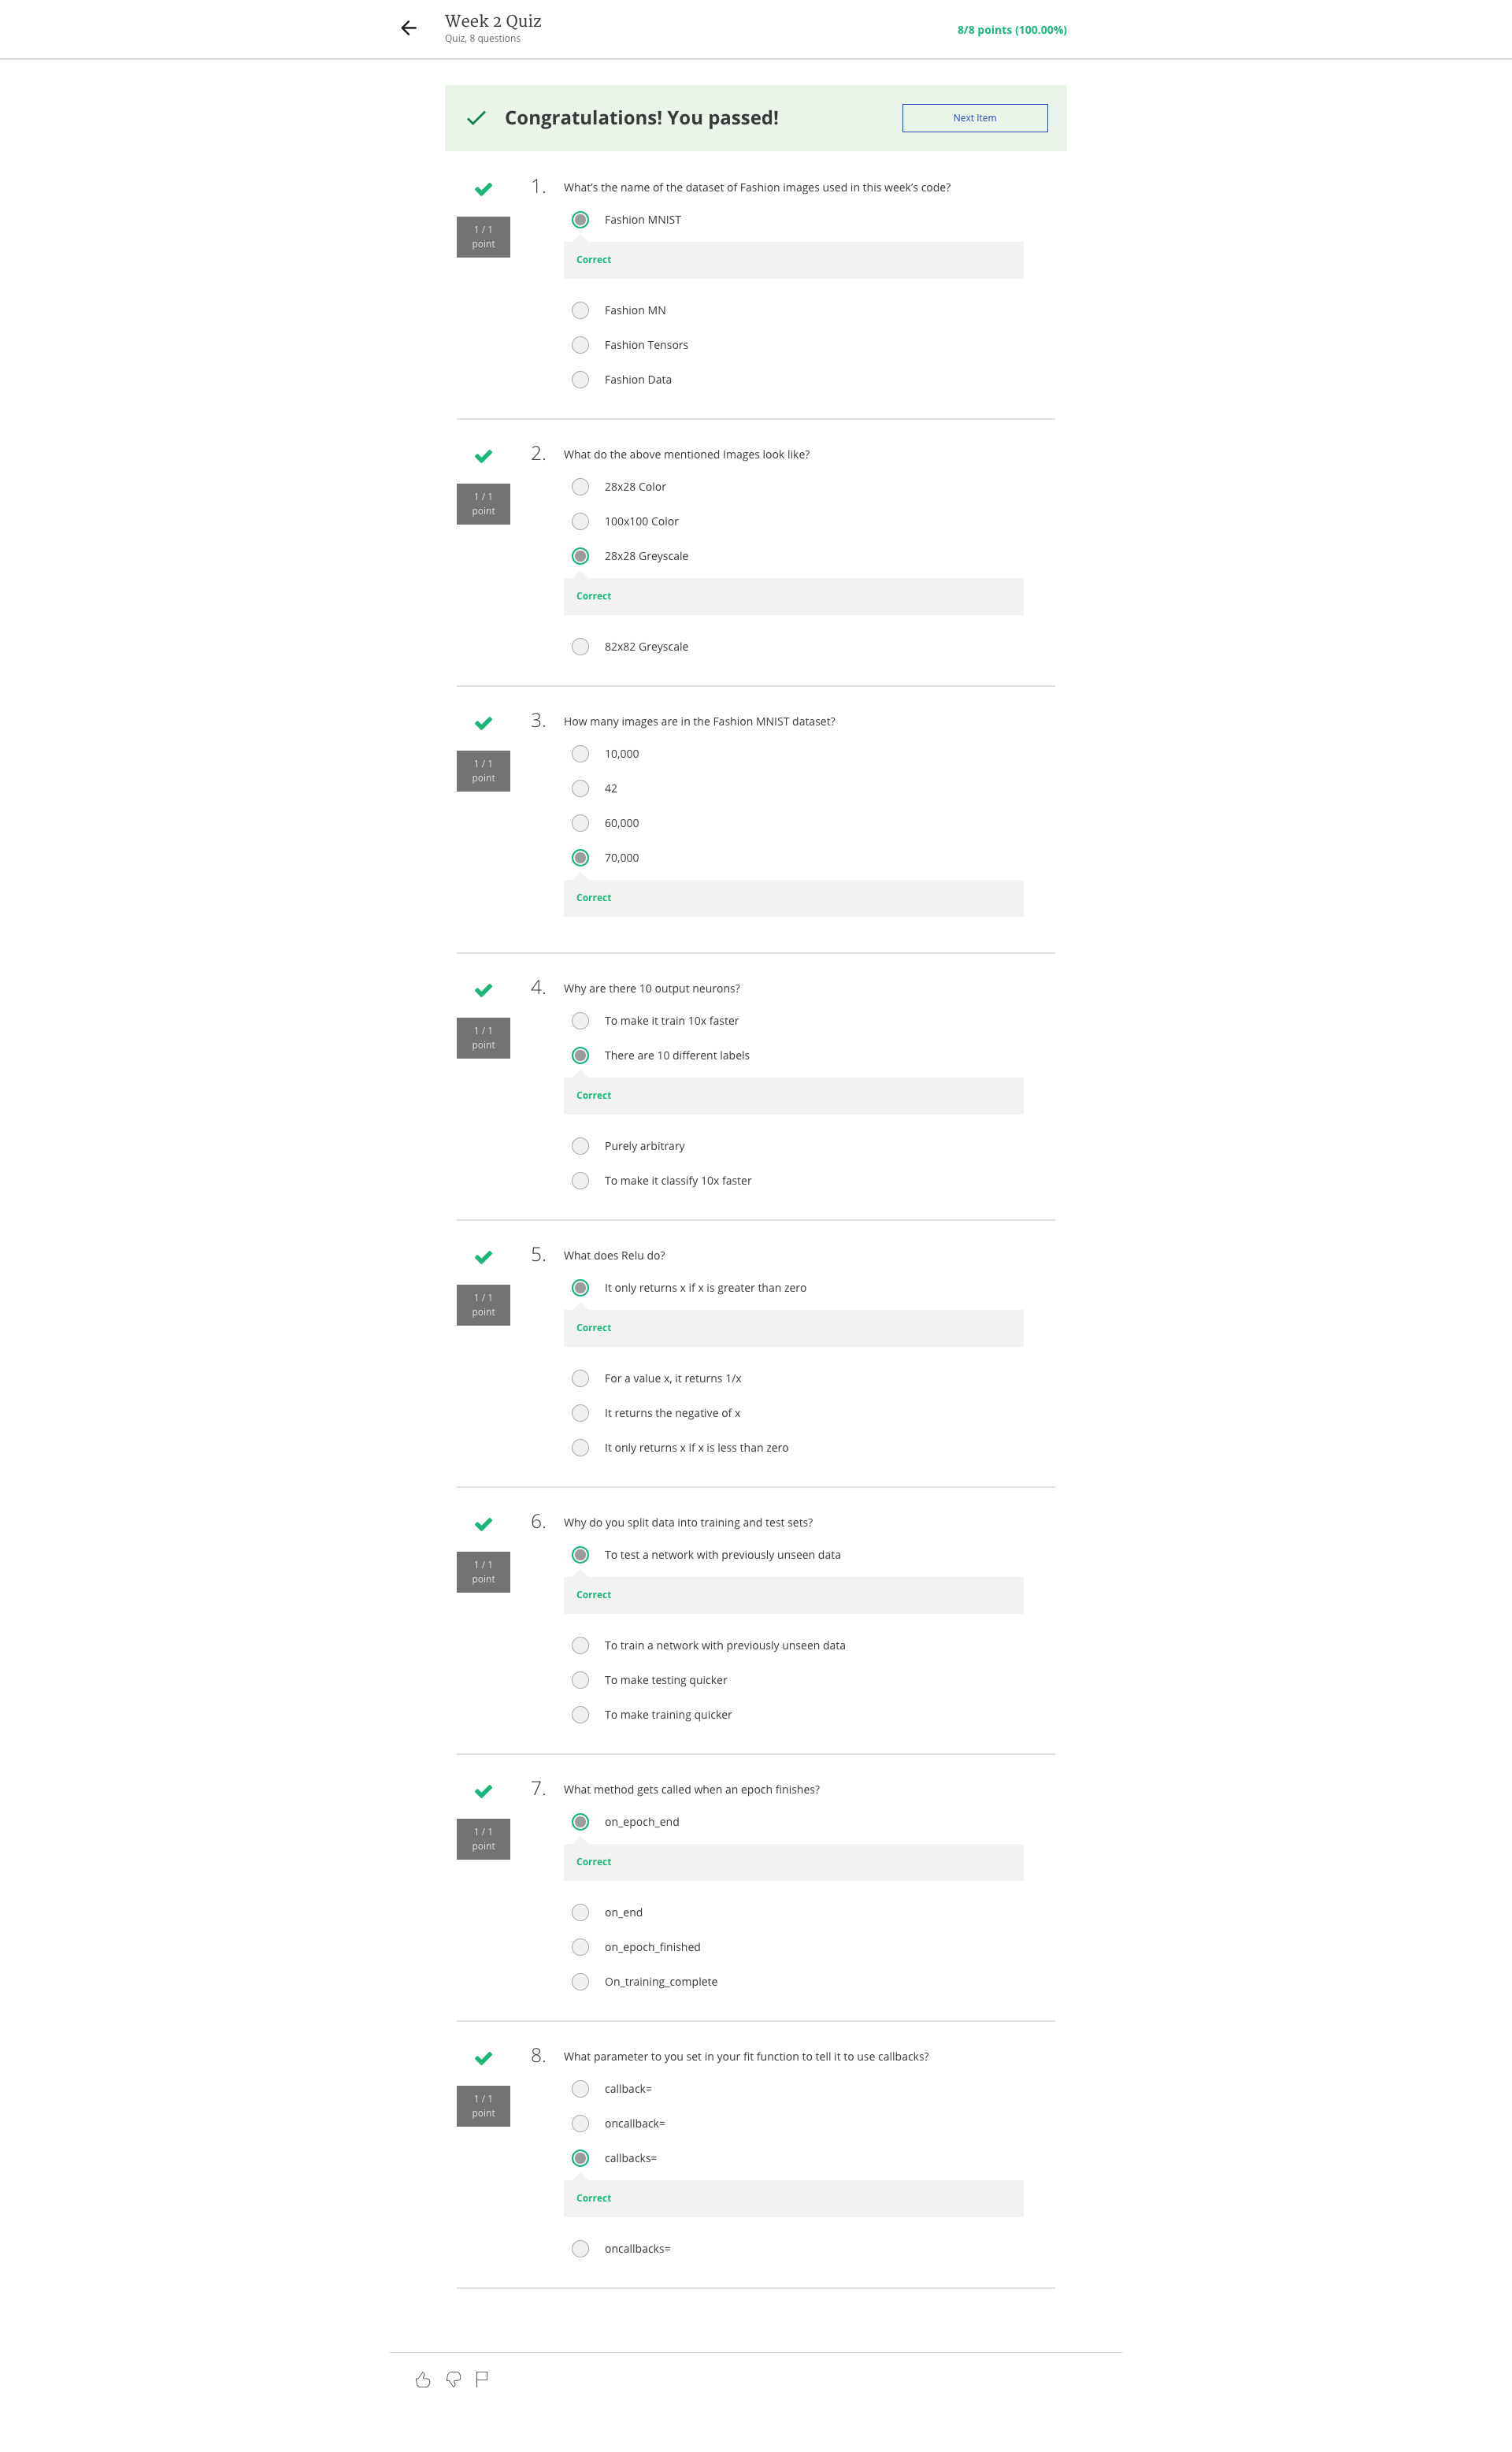 Week 2 Quiz
Quiz, 8 questions
8/8 points (100.00%)
Congratulations! You passed!
Next Item
1.
What's the name of the dataset of Fashion images used in this week's code?
1 / 1
point
Fashion MNIST
Correct
Fashion MN
Fashion Tensors
Fashion Data
2.
What do the above mentioned Images look like?
1 / 1
point
28x28 Color
100x100 Color
28x28 Greyscale
Correct
82x82 Greyscale
3.
How many images are in the Fashion MNIST dataset?
1 / 1
point
10,000
42
60,000
70,000
Correct
4.
Why are there 10 output neurons?
1 / 1
point
To make it train 10x faster
There are 10 different labels
Correct
Purely arbitrary
To make it classify 10x faster
5.
What does Relu do?
1 / 1
point
It only returns x if x is greater than zero
Correct
For a value x, it returns 1/x
It returns the negative of x
It only returns x if x is less than zero
6.
Why do you split data into training and test sets?
1 / 1
point
To test a network with previously unseen data
Correct
To train a network with previously unseen data
To make testing quicker
To make training quicker
7.
What method gets called when an epoch finishes?
1 / 1
point
on_epoch_end
Correct
on_end
on_epoch_finished
On_training_complete
8.
What parameter to you set in your fit function to tell it to use callbacks?
1 / 1
point
callback=
oncallback=
callbacks=
Correct
oncallbacks=